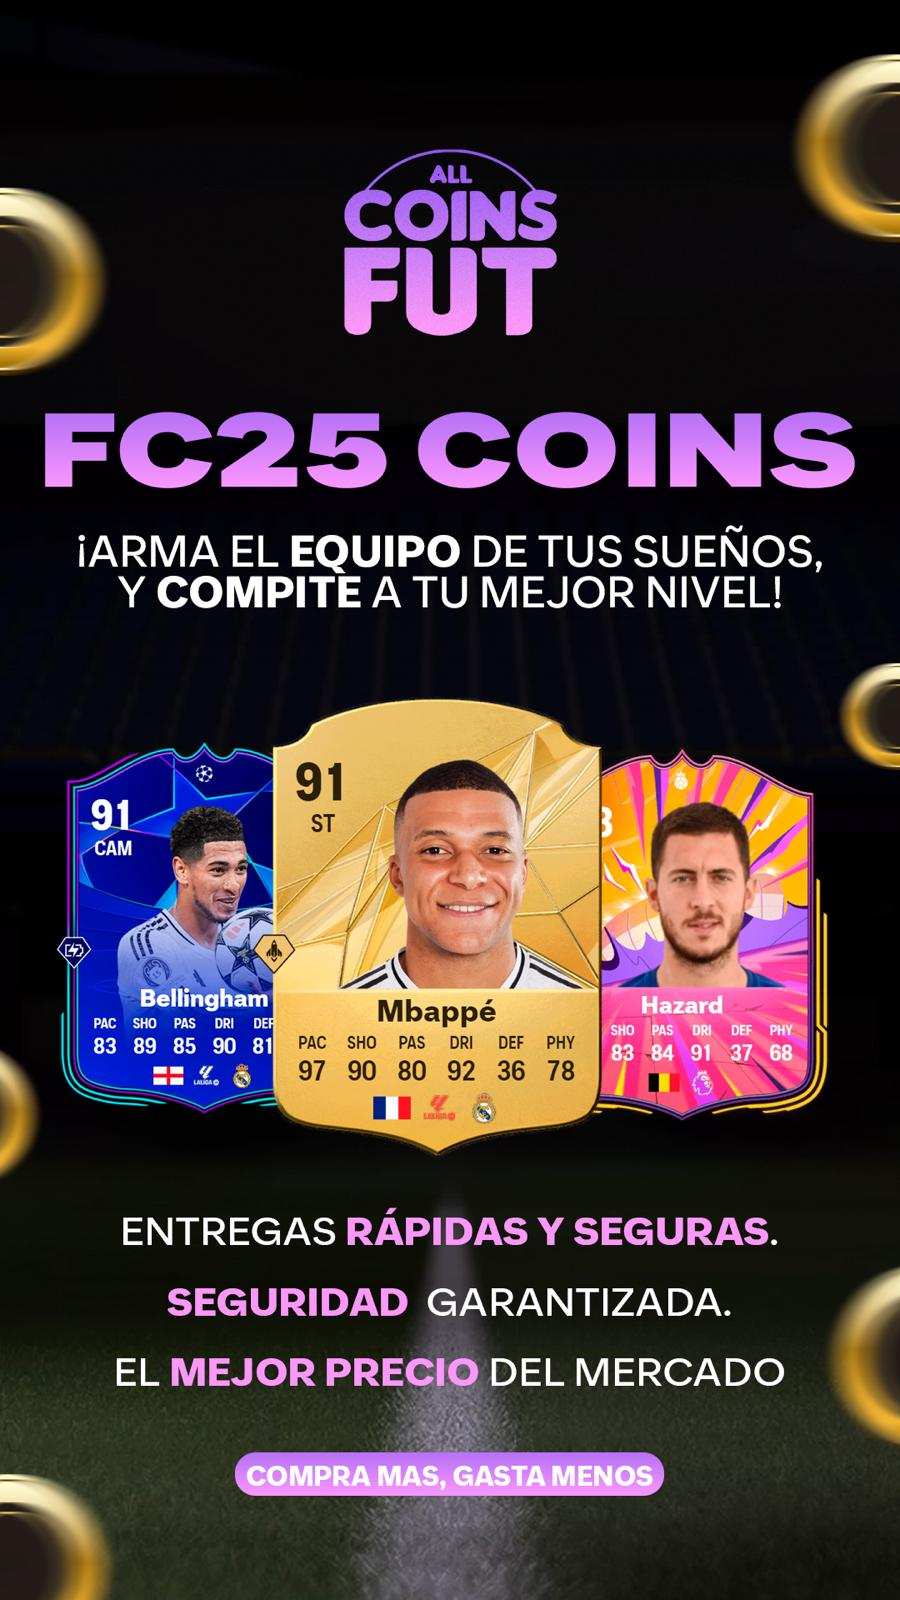 ALL
COINS
FUT
FC25 COINS
¡ARMA EL EQUIPO DE TUS SUEÑOS,
Y COMPITE A TU MEJOR NIVEL!
91
CAM
Bellingham
PAC SHO PAS DRI DEF
83 89 85 90 81
LALIGA
91
ST
Mbappé
PAC SHO PAS DRI DEF PHY
97 90 80 92 36 78
LALIGA
Hazard
SHO PAS DRI DEF PHY
83 84 91 37 68
ENTREGAS RÁPIDAS Y SEGURAS.
SEGURIDAD GARANTIZADA.
EL MEJOR PRECIO DEL MERCADO
COMPRA MAS, GASTA MENOS